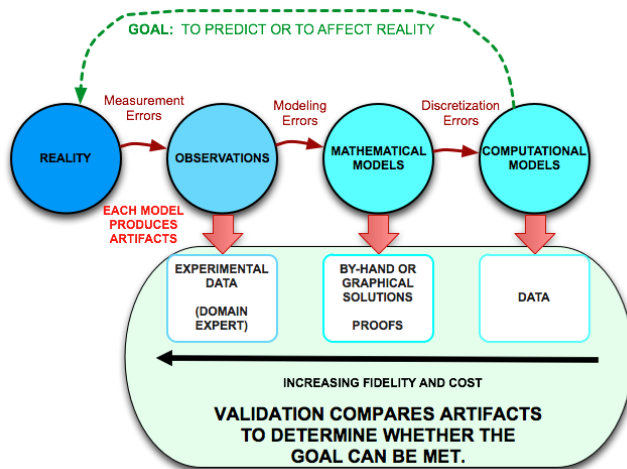 GOAL: TO PREDICT OR TO AFFECT REALITY
Measurement
Errors
Modeling
Errors
Discretization
Errors
REALITY
OBSERVATIONS
MATHEMATICAL
MODELS
COMPUTATIONAL
MODELS
EACH MODEL
PRODUCES
ARTIFACTS
EXPERIMENTAL
DATA
(DOMAIN
EXPERT)
BY-HAND OR
GRAPHICAL
SOLUTIONS
PROOFS
DATA
INCREASING FIDELITY AND COST
VALIDATION COMPARES ARTIFACTS
TO DETERMINE WHETHER THE
GOAL CAN BE MET.